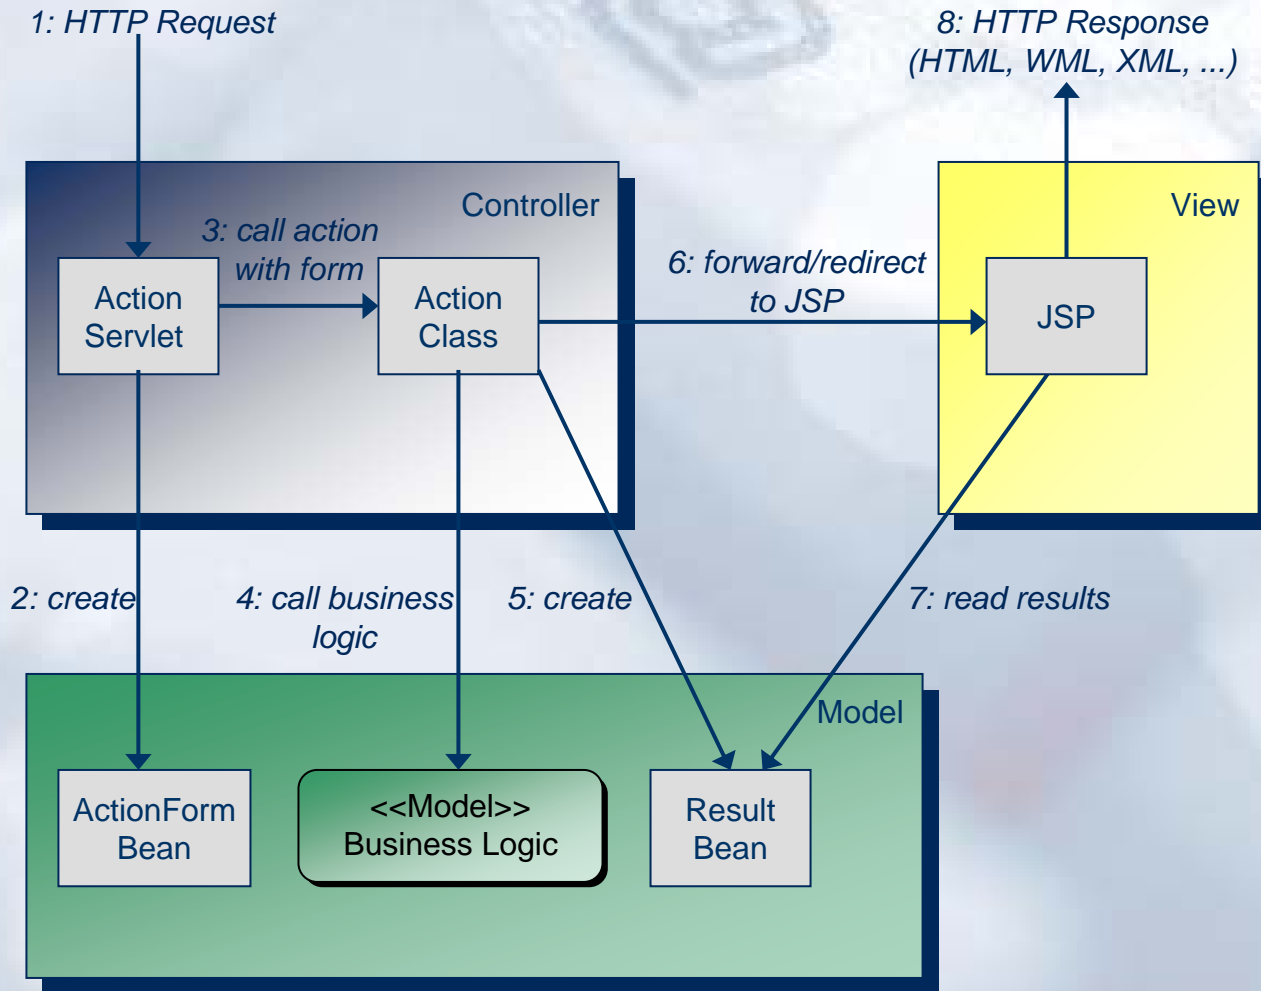 1: HTTP Request
8: HTTP Response
(HTML, WML, XML, ...)
Controller
View
3: call action
with form
Action
Servlet
Action
Class
6: forward/redirect
to JSP
JSP
2: create
4: call business
logic
5: create
7: read results
Model
ActionForm
Bean
<<Model>>
Business Logic
Result
Bean